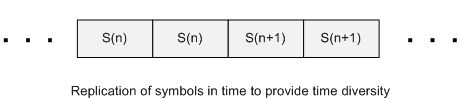 S(n) S(n) S(n+1) S(n+1)
Replication of symbols in time to provide time diversity